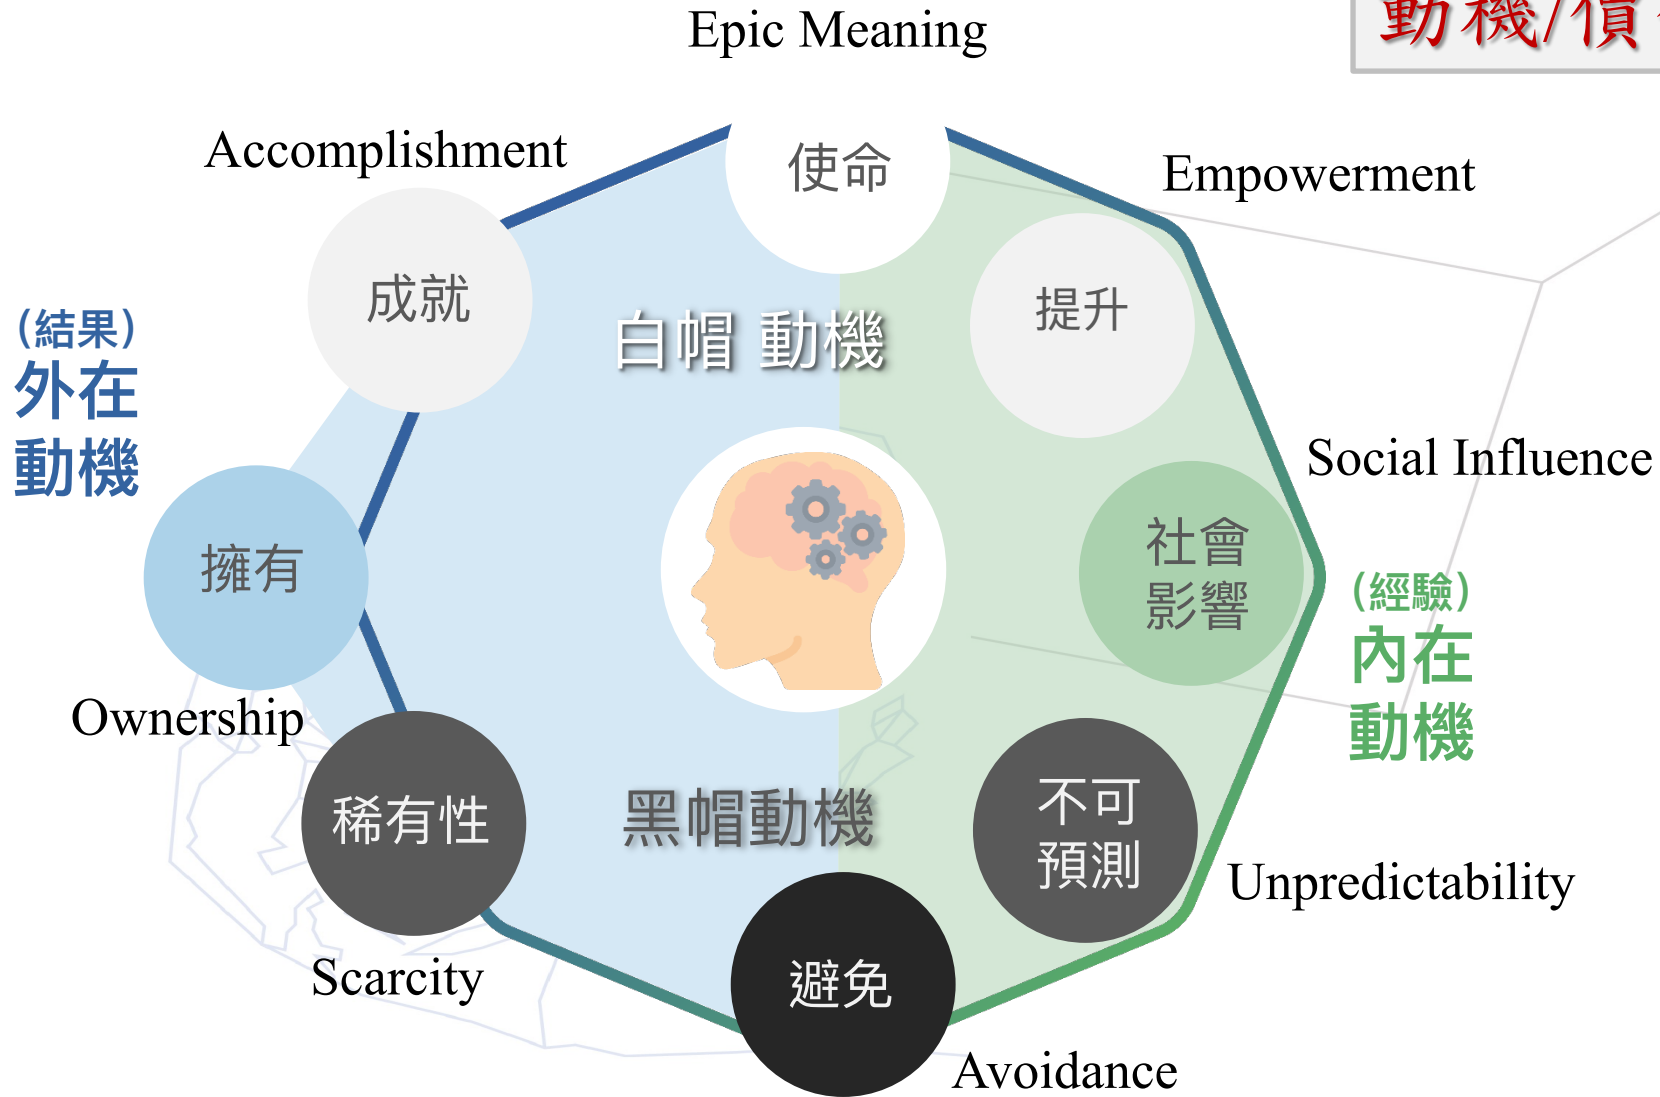 Epic Meaning
動機/價
Accomplishment
使命
Empowerment
成就
提升
白帽 動機
(結果)
外在
動機
Social Influence
擁有
社會
影響
(經驗)
內在
動機
Ownership
稀有性
黑帽動機
不可
預測
Unpredictability
Scarcity
避免
Avoidance